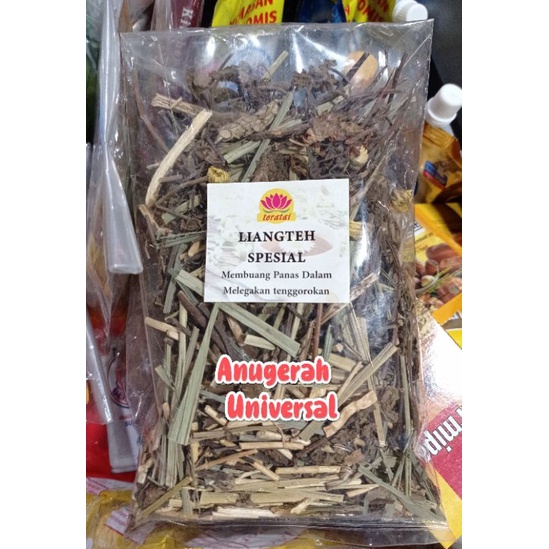 teratai
LIANGTEH
SPESIAL
Membuang Panas Dalam
Melegakan tenggorokan
Anugerah
Universal